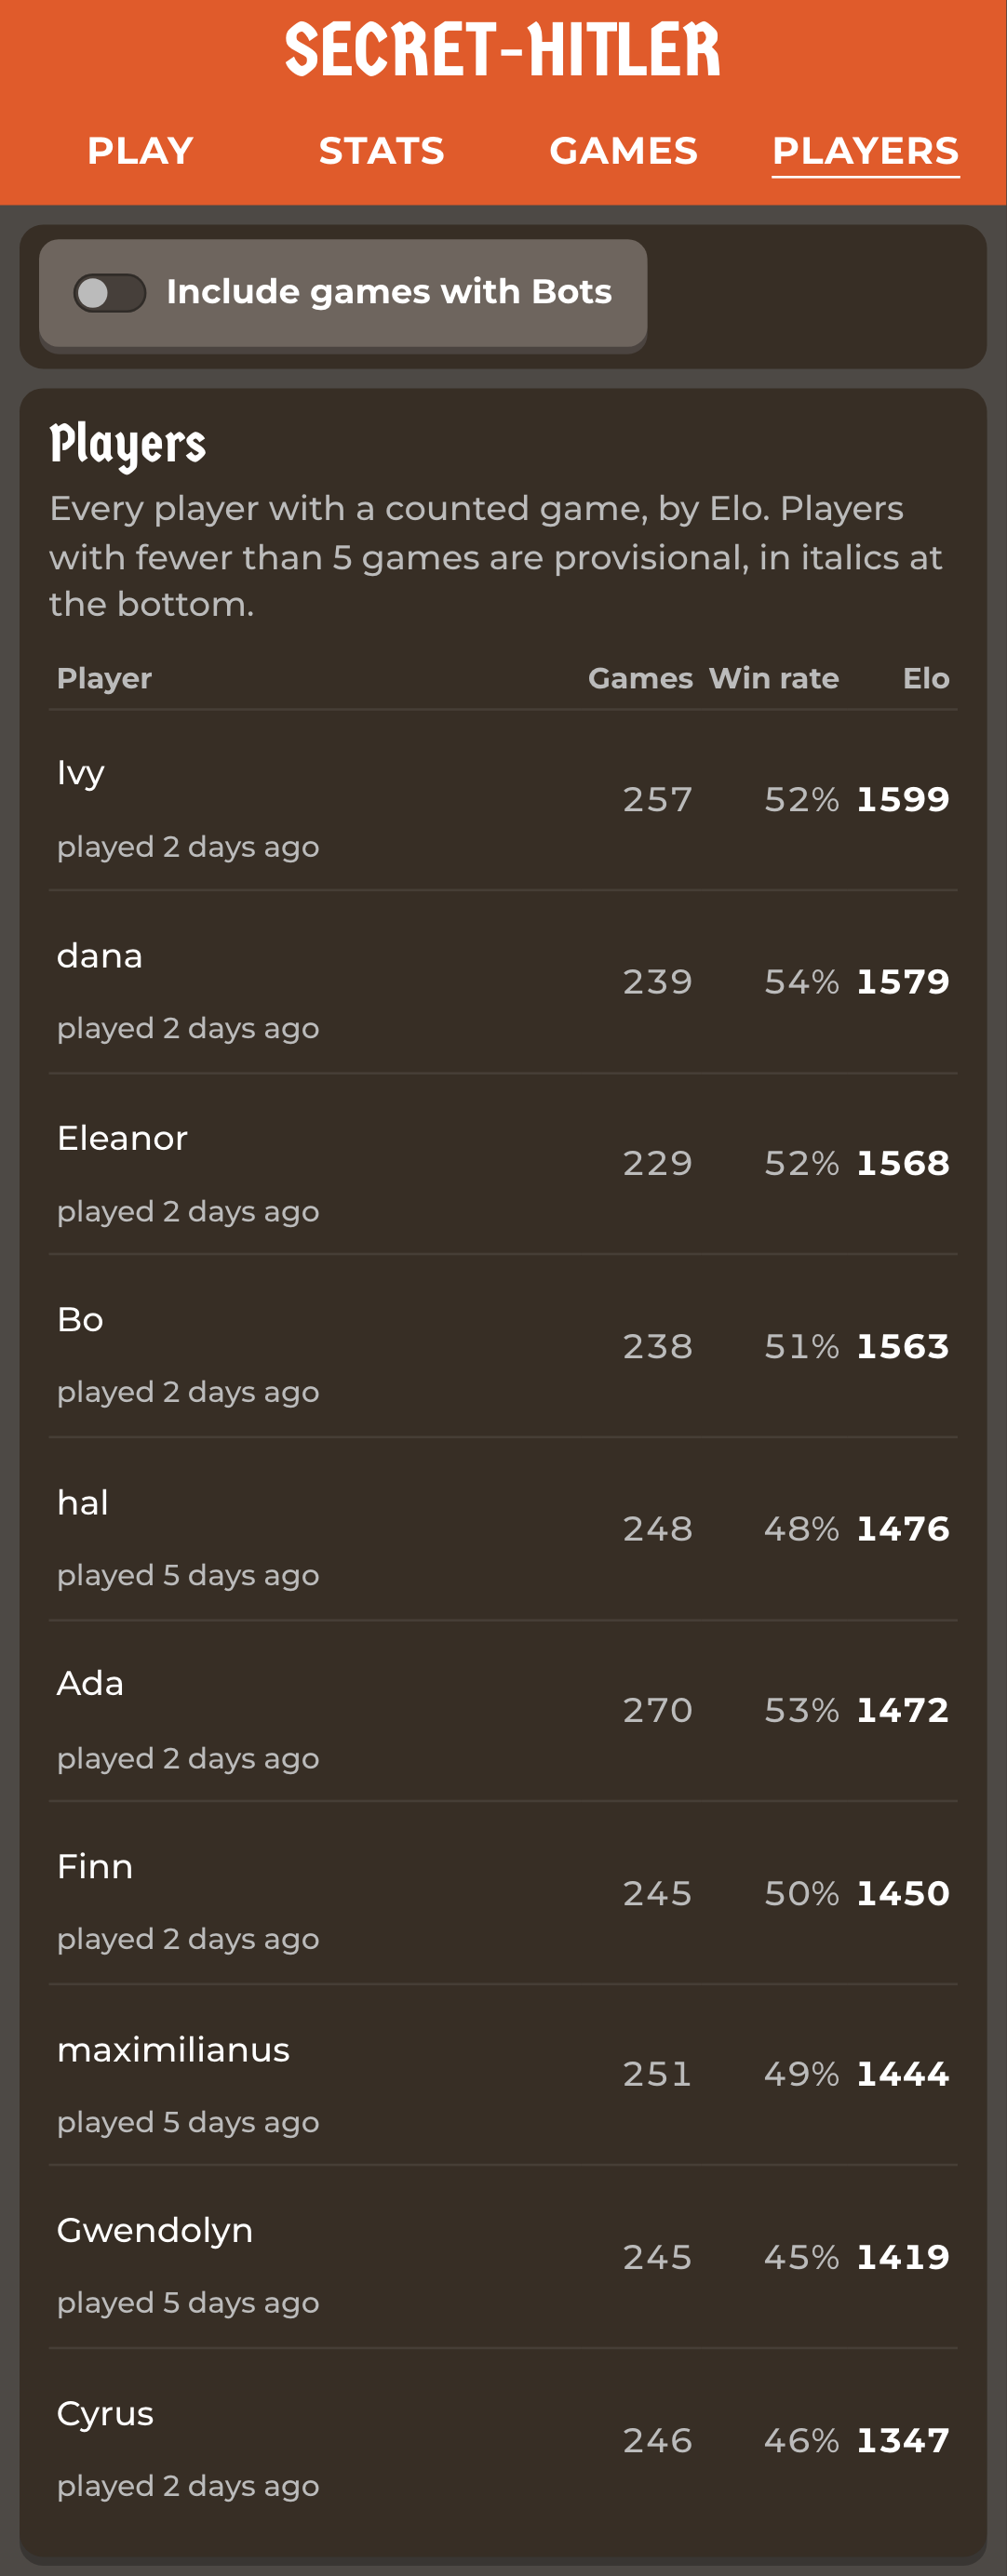 SECRET-HITLER
PLAY STATS GAMES PLAYERS
Include games with Bots
Players
Every player with a counted game, by Elo. Players
with fewer than 5 games are provisional, in italics at
the bottom.
Player Games Win rate Elo
Ivy
257 52% 1599
played 2 days ago
dana
239 54% 1579
played 2 days ago
Eleanor
229 52% 1568
played 2 days ago
Bo
238 51% 1563
played 2 days ago
hal
248 48% 1476
played 5 days ago
Ada
270 53% 1472
played 2 days ago
Finn
245 50% 1450
played 2 days ago
maximilianus
251 49% 1444
played 5 days ago
Gwendolyn
245 45% 1419
played 5 days ago
Cyrus
246 46% 1347
played 2 days ago